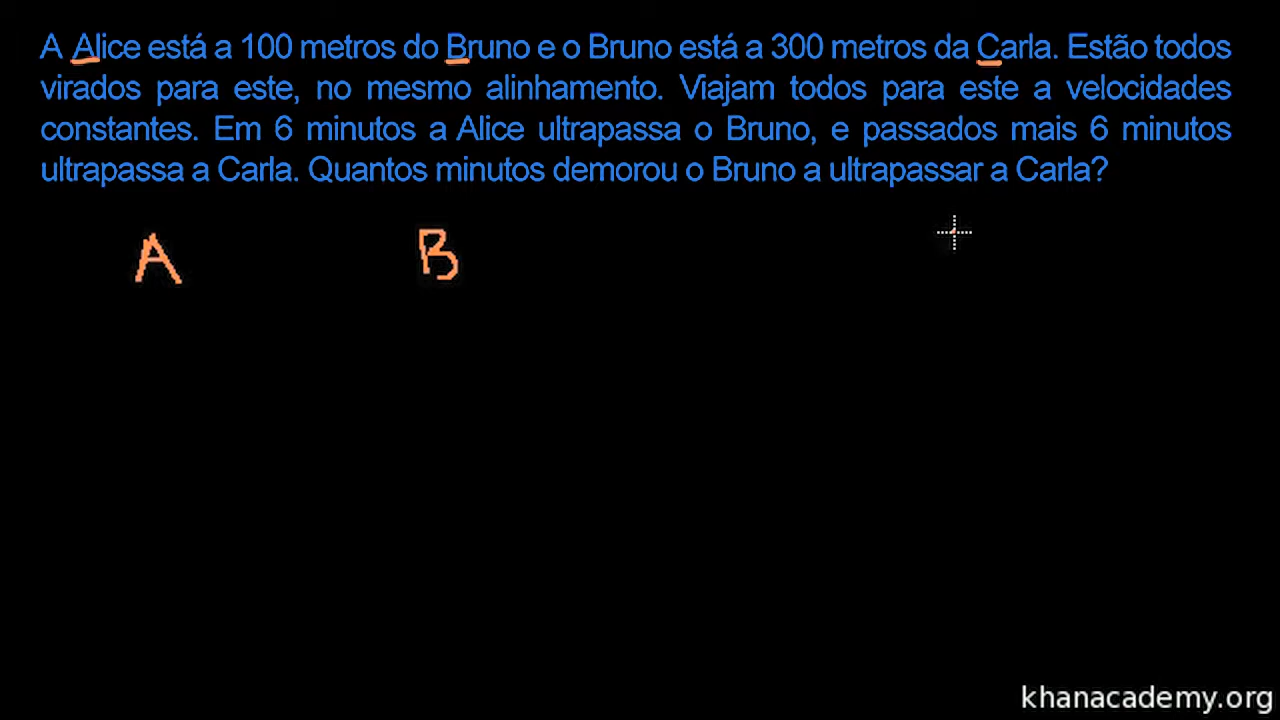 A Alice está a 100 metros do Bruno e o Bruno está a 300 metros da Carla. Estão todos
virados para este, no mesmo alinhamento. Viajam todos para este a velocidades
constantes. Em 6 minutos a Alice ultrapassa o Bruno, e passados mais 6 minutos
ultrapassa a Carla. Quantos minutos demorou o Bruno a ultrapassar a Carla?
A B
khanacademy.org